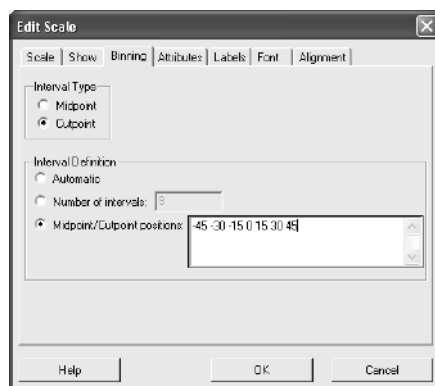 Edit Scale
Scale Show Binning Attributes Labels Font Alignment
Interval Type
Midpoint
Cutpoint
Interval Definition
Automatic
Number of intervals: 9
Midpoint/Cutpoint positions: -45 -30 -15 0 15 30 45
Help OK Cancel